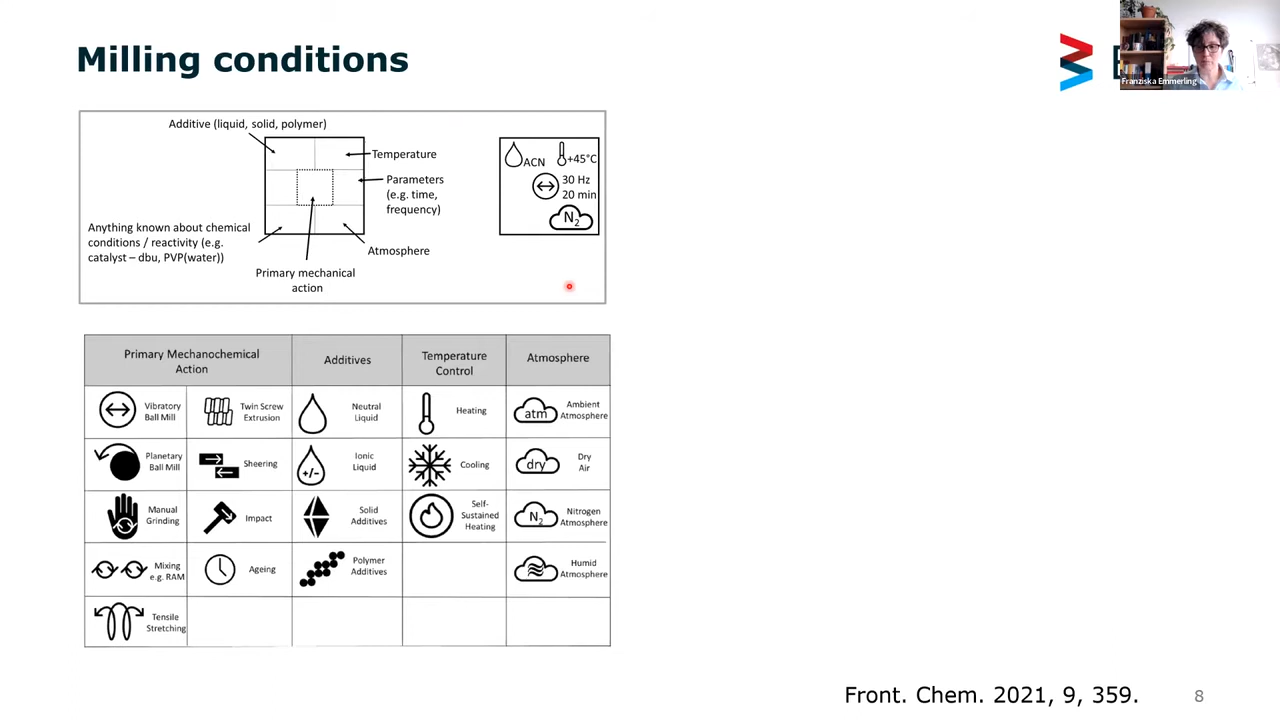 Milling conditions
Franziska Emmerling
Additive (liquid, solid, polymer)
Temperature
Parameters
(e.g. time,
frequency)
Anything known about chemical
conditions / reactivity (e.g.
catalyst – dbu, PVP(water))
Atmosphere
Primary mechanical
action
ACN
+45°C
30 Hz
20 min
N2
Primary Mechanochemical
Action
Additives
Temperature
Control
Atmosphere
Vibratory
Ball Mill
Twin Screw
Extrusion
Neutral
Liquid
Heating
atm
Ambient
Atmosphere
Planetary
Ball Mill
Sheering
+/-
Ionic
Liquid
Cooling
dry
Dry
Air
Manual
Grinding
Impact
Solid
Additives
Self-
Sustained
Heating
N2
Nitrogen
Atmosphere
Mixing
e.g. RAM
Ageing
Polymer
Additives
Humid
Atmosphere
Tensile
Stretching
Front. Chem. 2021, 9, 359.
8